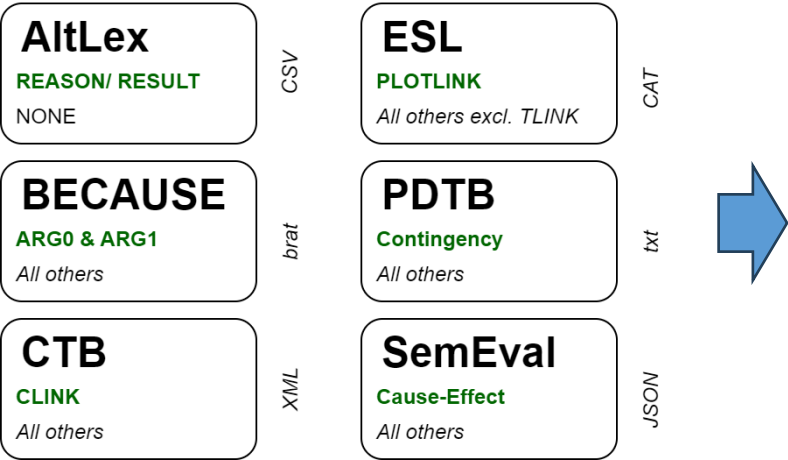 AltLex
REASON/ RESULT
NONE
CSV
ESL
PLOTLINK
All others excl. TLINK
CAT
BECAUSE
ARG0 & ARG1
All others
brat
PDTB
Contingency
All others
txt
CTB
CLINK
All others
XML
SemEval
Cause-Effect
All others
JSON